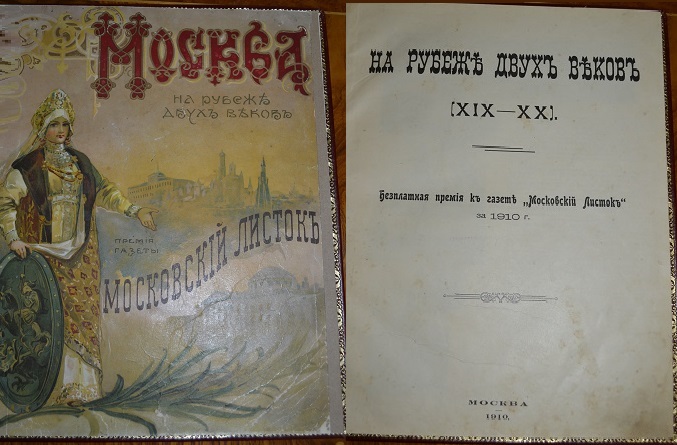 Москва
на рубежѣ
двухъ вѣковъ
премія
газеты
Московскій Листокъ
НА РУБЕЖѢ ДВУХЪ ВѢКОВЪ
(XIX—XX).
Безплатная премія къ газетѣ „Московскій Листокъ“
за 1910 г.
МОСКВА
1910.